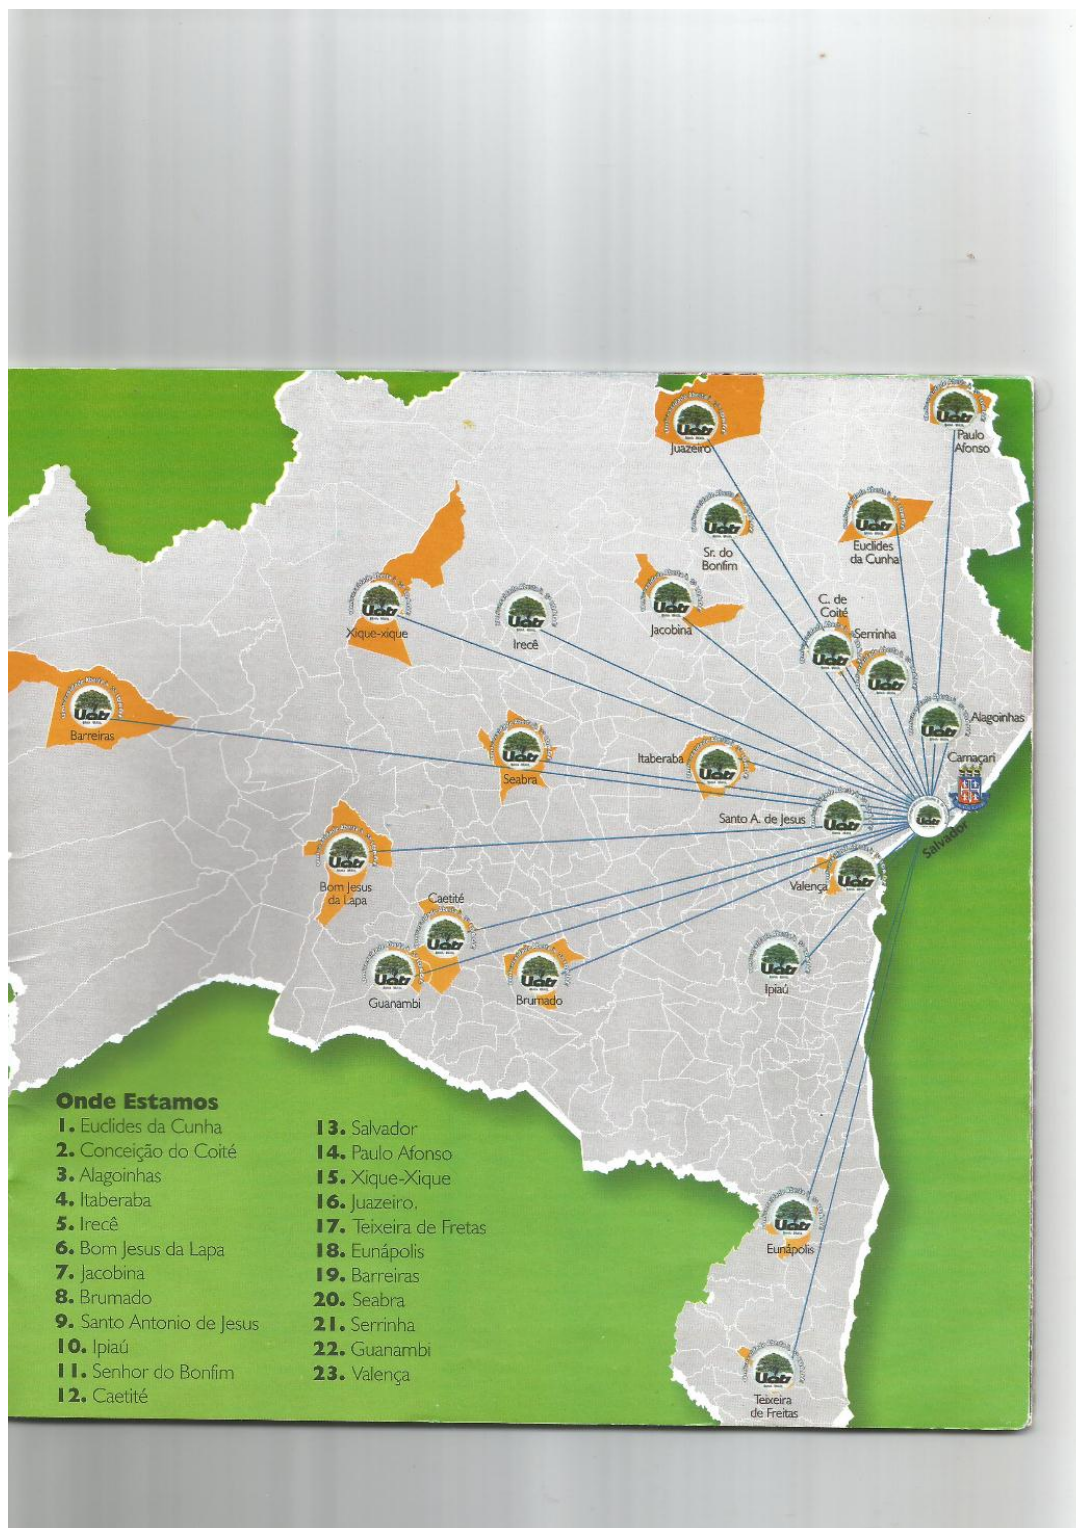 Juazeiro
Paulo
Afonso
Sr. do
Bonfim
Euclides
da Cunha
Xique-xique
Irecê
Jacobina
C. de
Coité
Serrinha
Barreiras
Alagoinhas
Seabra
Itaberaba
Camaçari
Santo A. de Jesus
Salvador
Bom Jesus
da Lapa
Valença
Caetité
Guanambi
Brumado
Ipiaú
Eunápolis
Teixeira
de Freitas
Onde Estamos
1. Euclides da Cunha
2. Conceição do Coité
3. Alagoinhas
4. Itaberaba
5. Irecê
6. Bom Jesus da Lapa
7. Jacobina
8. Brumado
9. Santo Antonio de Jesus
10. Ipiaú
11. Senhor do Bonfim
12. Caetité
13. Salvador
14. Paulo Afonso
15. Xique-Xique
16. Juazeiro.
17. Teixeira de Fretas
18. Eunápolis
19. Barreiras
20. Seabra
21. Serrinha
22. Guanambi
23. Valença